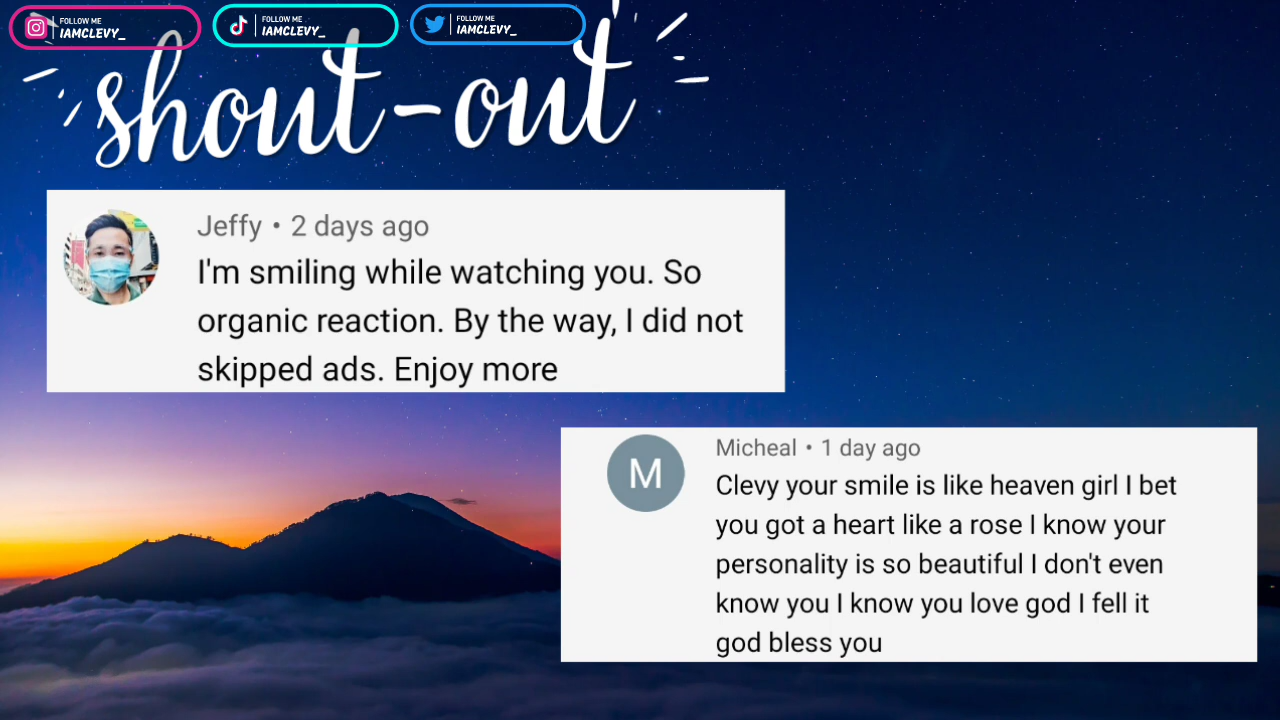 FOLLOW ME
IAMCLEVY_
FOLLOW ME
IAMCLEVY_
FOLLOW ME
IAMCLEVY_
shout-out
Jeffy • 2 days ago
I'm smiling while watching you. So
organic reaction. By the way, I did not
skipped ads. Enjoy more
M
Micheal • 1 day ago
Clevy your smile is like heaven girl I bet
you got a heart like a rose I know your
personality is so beautiful I don't even
know you I know you love god I fell it
god bless you